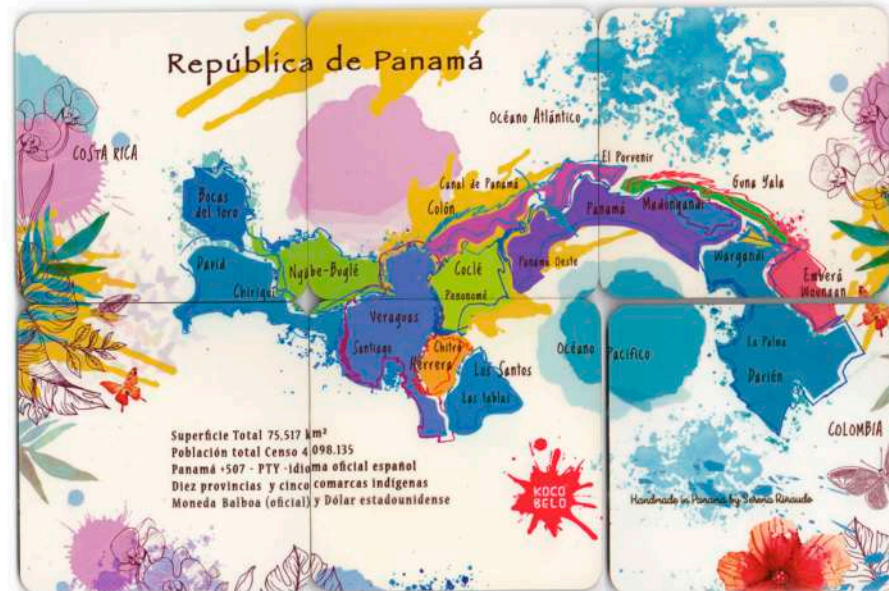 República de Panamá
Océano Atlántico
COSTA RICA
El Porvenir
Canal de Panamá
Guna Yala
Bocas
del toro
Colón
Panamá
Madongandí
David
Ngäbe-Buglé
Coclé
Panamá Oeste
Wargandí
Emberá
Wounaan
Chiriquí
Penonomé
Veraguas
Santiago
Chitré
Herrera
Océano Pacífico
La Palma
Los Santos
Las tablas
Darién
COLOMBIA
Superficie Total 75,517 km²
Población total Censo 4 098.135
Panamá +507 - PTY -idioma oficial español
Diez provincias y cinco comarcas indígenas
Moneda Balboa (oficial) y Dólar estadounidense
KOCO
BELO
Handmade in Panama by Serena Rinaudo